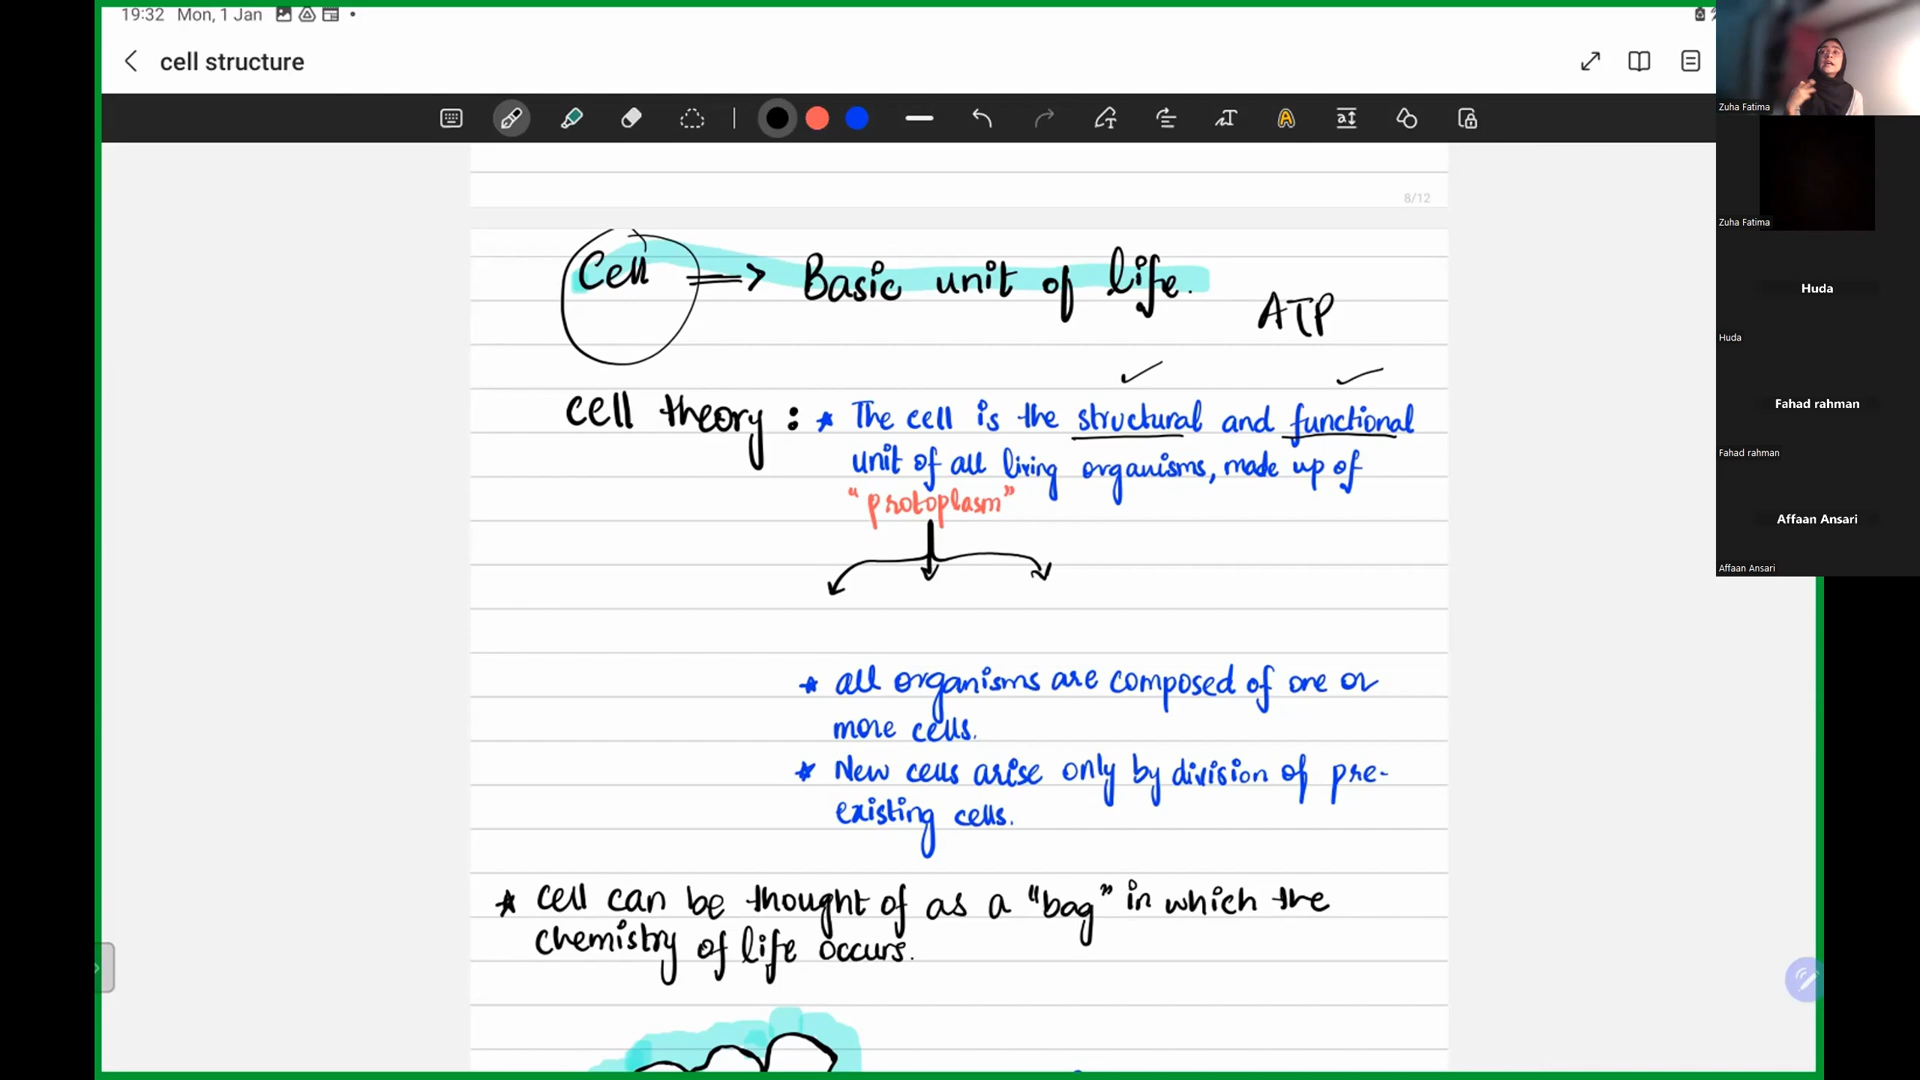 19:32 Mon, 1 Jan
cell structure
Zuha Fatima
Zuha Fatima
Huda
Huda
Fahad rahman
Fahad rahman
Affaan Ansari
Affaan Ansari
8/12
Cell => Basic unit of life.
ATP
cell theory : * The cell is the structural and functional
unit of all living organisms, made up of
"protoplasm"
* all organisms are composed of one or
more cells.
* New cells arise only by division of pre-
existing cells.
* cell can be thought of as a "bag" in which the
chemistry of life occurs.